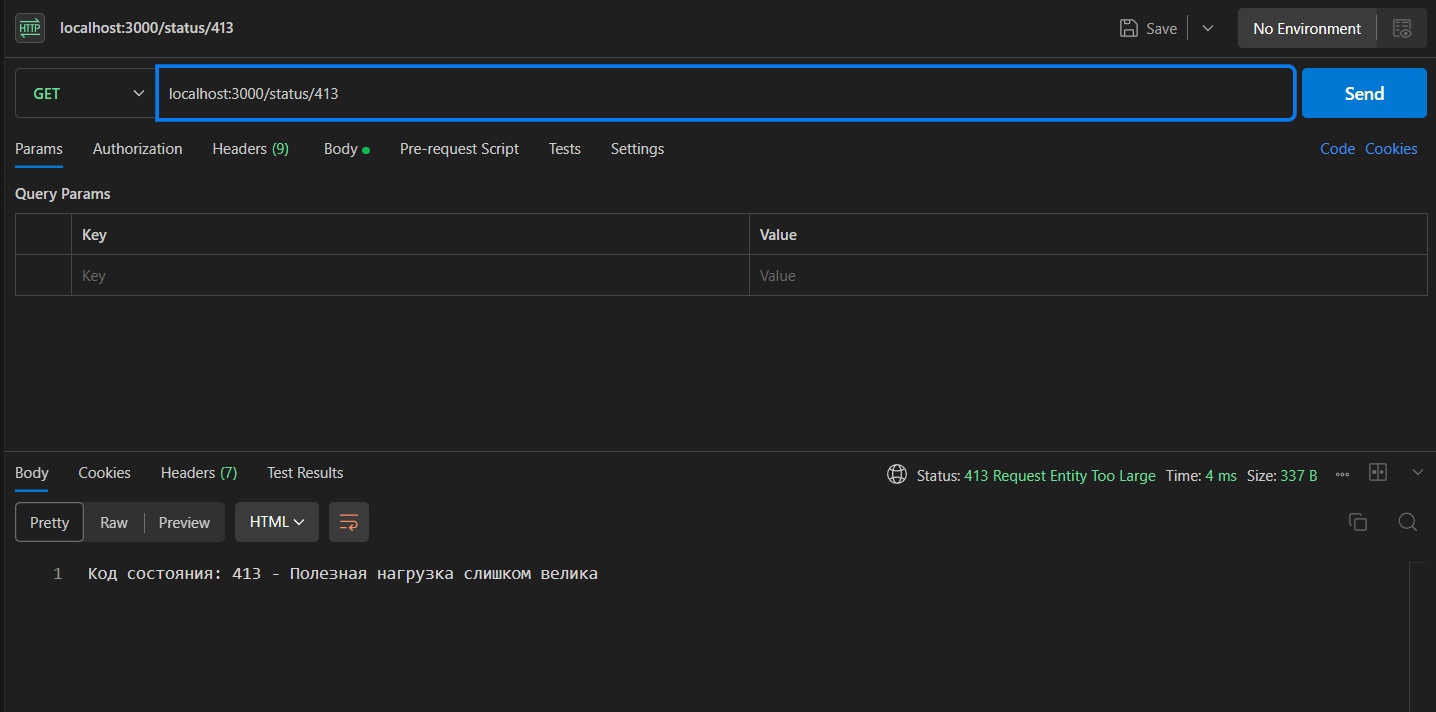 HTTP localhost:3000/status/413 Save No Environment
GET localhost:3000/status/413 Send
Params Authorization Headers (9) Body Pre-request Script Tests Settings Code Cookies
Query Params
Key Value
Key Value
Body Cookies Headers (7) Test Results Status: 413 Request Entity Too Large Time: 4 ms Size: 337 B
Pretty Raw Preview HTML
1 Код состояния: 413 - Полезная нагрузка слишком велика